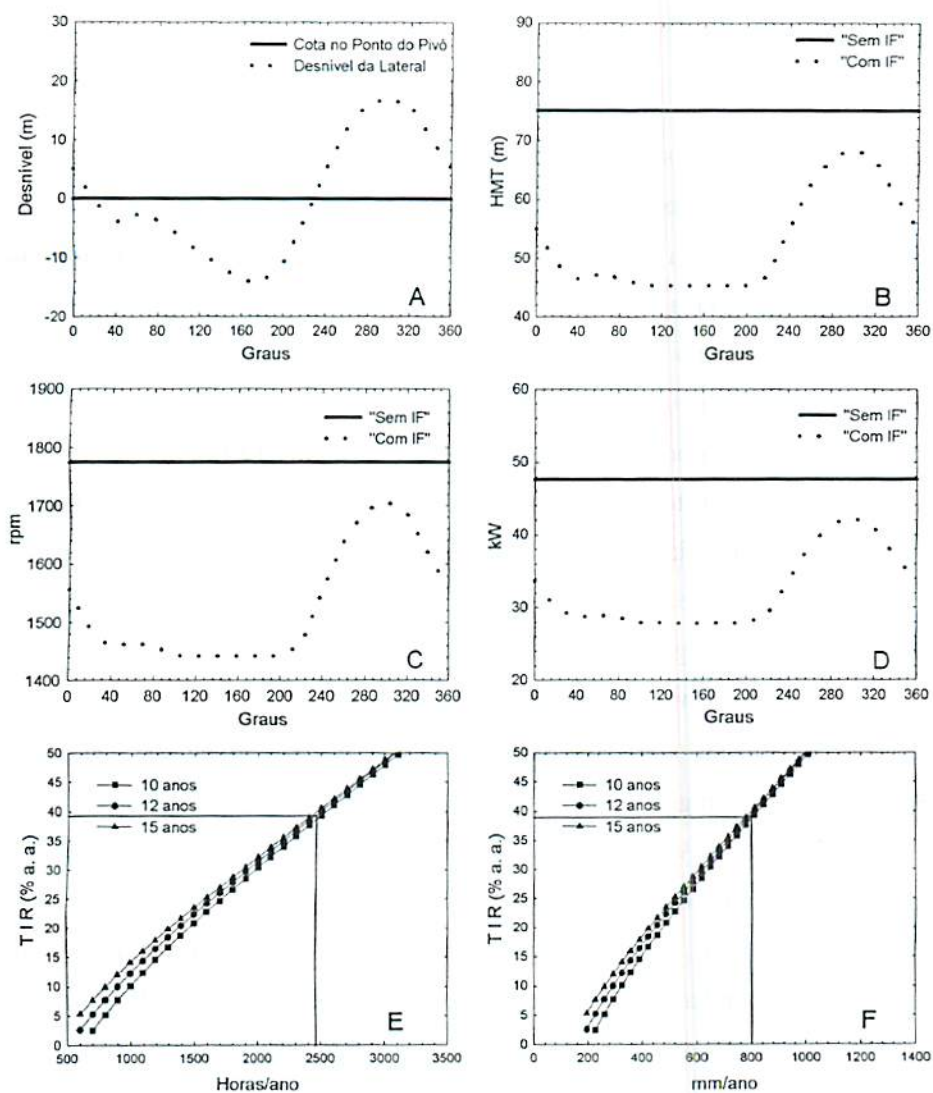 30
20
10
0
-10
-20
Desnível (m)
Cota no Ponto do Pivô
Desnível da Lateral
A
0 40 80 120 160 200 240 280 320 360
Graus
90
80
70
60
50
40
HMT (m)
"Sem IF"
"Com IF"
B
0 40 80 120 160 200 240 280 320 360
Graus
1900
1800
1700
1600
1500
1400
rpm
"Sem IF"
"Com IF"
C
0 40 80 120 160 200 240 280 320 360
Graus
60
50
40
30
20
kW
"Sem IF"
"Com IF"
D
0 40 80 120 160 200 240 280 320 360
Graus
50
45
40
35
30
25
20
15
10
5
0
T I R (% a. a.)
10 anos
12 anos
15 anos
E
500 1000 1500 2000 2500 3000 3500
Horas/ano
50
45
40
35
30
25
20
15
10
5
0
T I R (% a. a.)
10 anos
12 anos
15 anos
F
0 200 400 600 800 1000 1200 1400
mm/ano